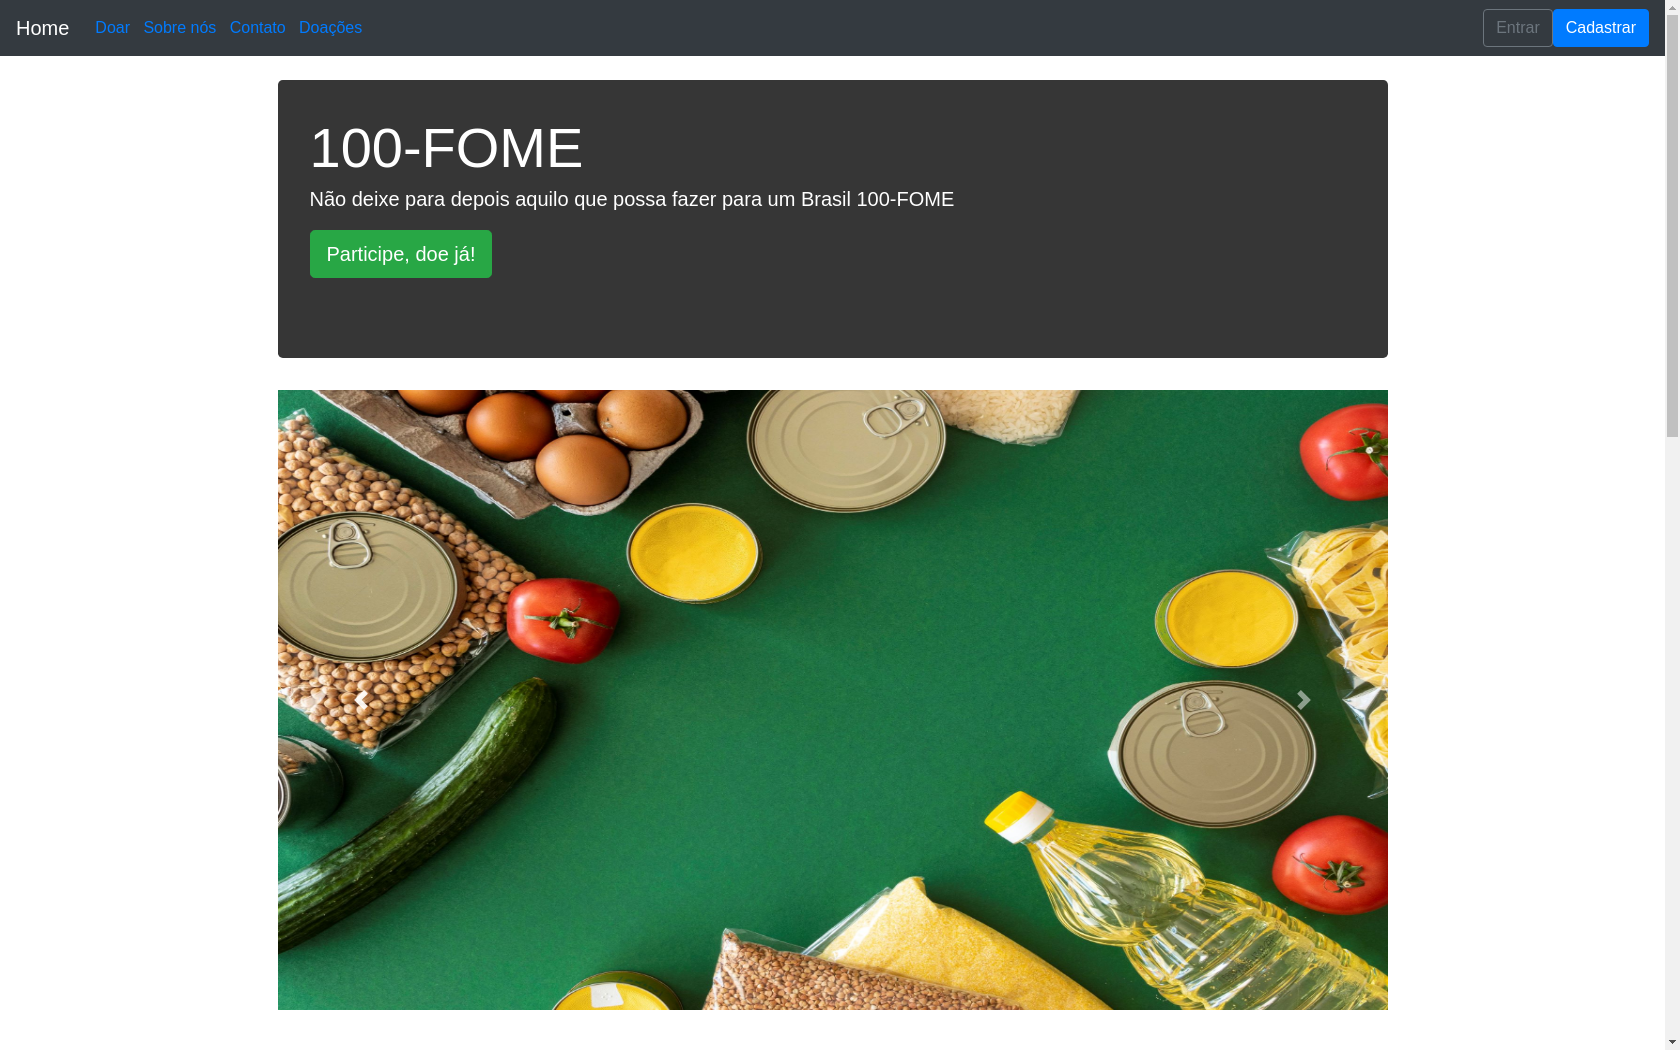 Home Doar Sobre nós Contato Doações Entrar Cadastrar
100-FOME
Não deixe para depois aquilo que possa fazer para um Brasil 100-FOME
Participe, doe já!